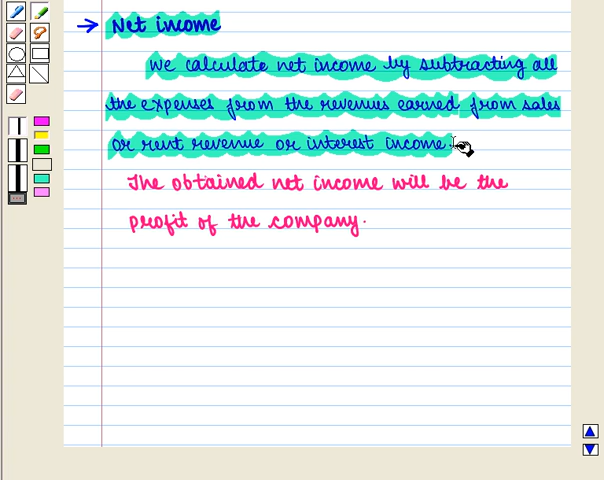 → Net income
We calculate net income by subtracting all
the expenses from the revenues earned from sales
or rent revenue or interest income.
The obtained net income will be the
profit of the company.